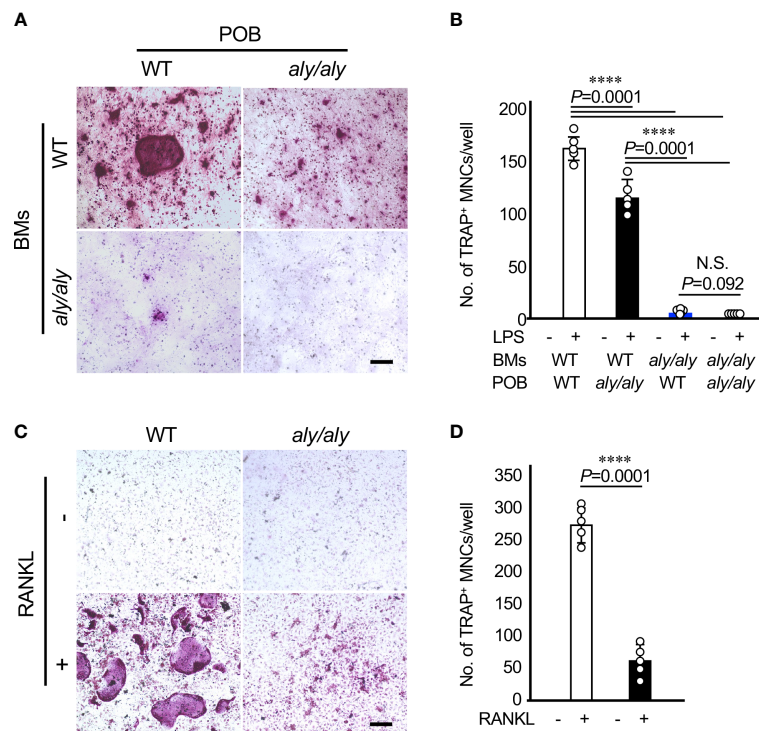 A
POB
WT aly/aly
BMs
WT
aly/aly
B
No. of TRAP+ MNCs/well
200
150
100
50
0
****
P=0.0001
****
P=0.0001
N.S.
P=0.092
LPS - + - + - + - +
BMs WT WT aly/aly aly/aly
POB WT aly/aly WT aly/aly
C
WT aly/aly
RANKL
-
+
D
No. of TRAP+ MNCs/well
350
300
250
200
150
100
50
0
****
P=0.0001
RANKL - + - +